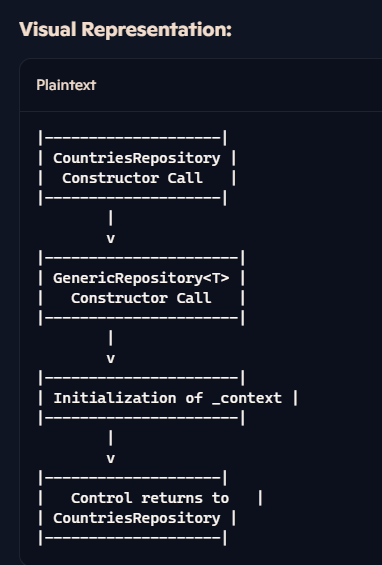 Visual Representation:
Plaintext
|--------------------|
| CountriesRepository |
|  Constructor Call   |
|--------------------|
        |
        v
|----------------------|
| GenericRepository<T> |
|   Constructor Call   |
|----------------------|
        |
        v
|----------------------|
| Initialization of _context |
|----------------------|
        |
        v
|--------------------|
|   Control returns to   |
| CountriesRepository |
|--------------------|